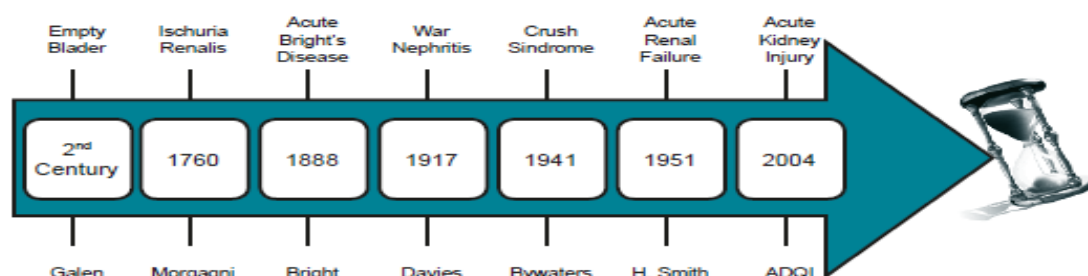 Empty
Blader
Ischuria
Renalis
Acute
Bright's
Disease
War
Nephritis
Crush
Sindrome
Acute
Renal
Failure
Acute
Kidney
Injury
2nd
Century
1760
1888
1917
1941
1951
2004
Galen
Morgagni
Bright
Davies
Bywaters
H. Smith
ADQI